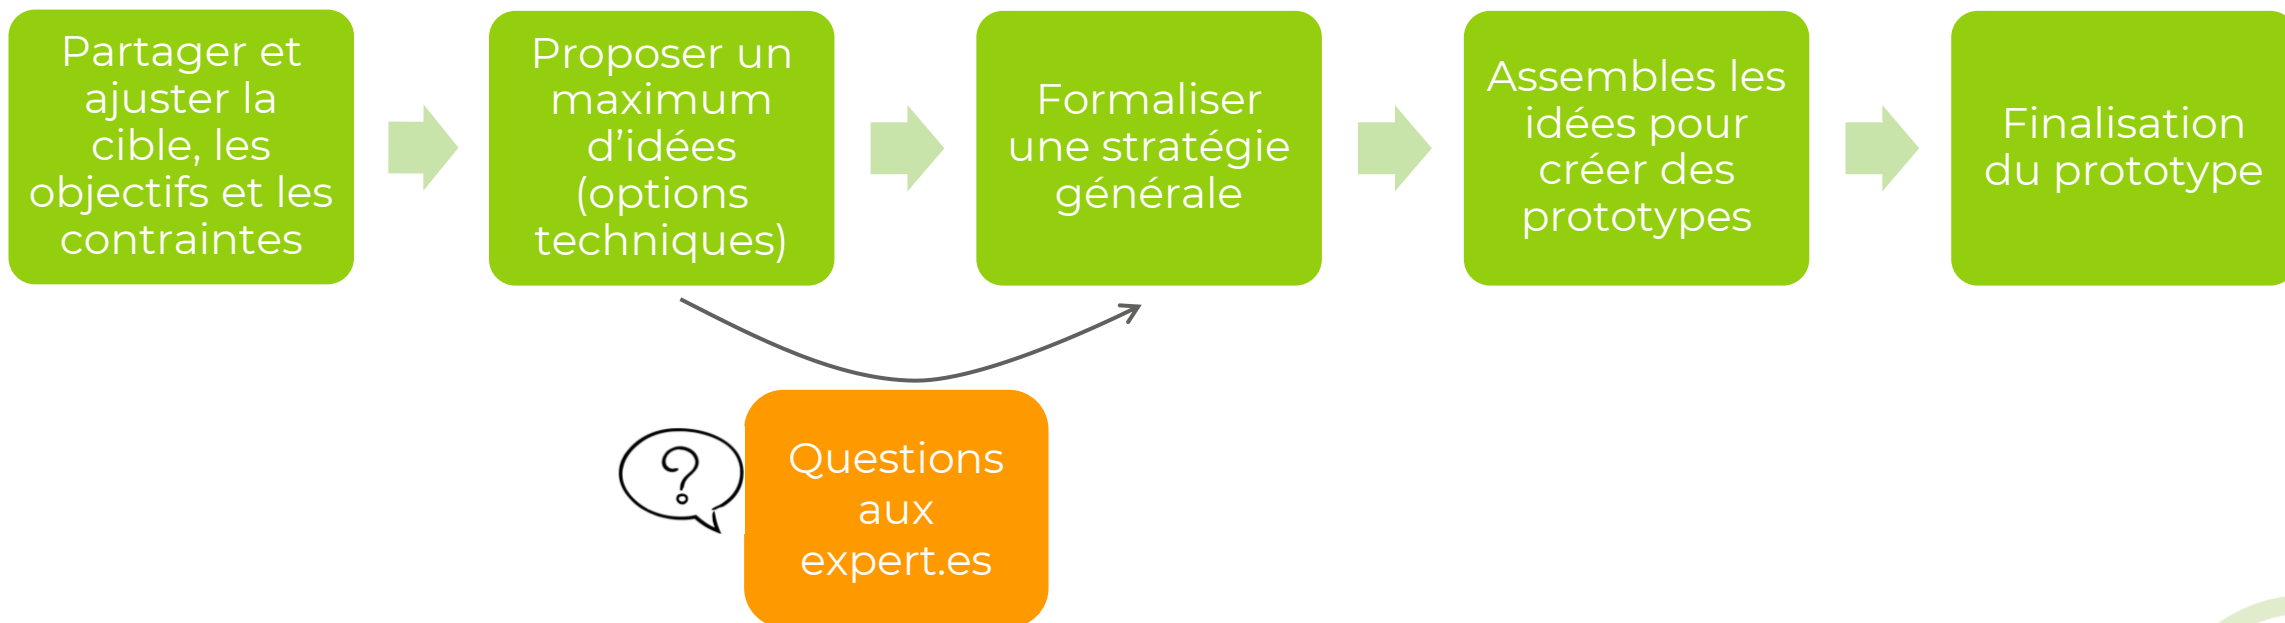 Partager et
ajuster la
cible, les
objectifs et les
contraintes
Proposer un
maximum
d’idées
(options
techniques)
Formaliser
une stratégie
générale
Assembles les
idées pour
créer des
prototypes
Finalisation
du prototype
?
Questions
aux
expert.es